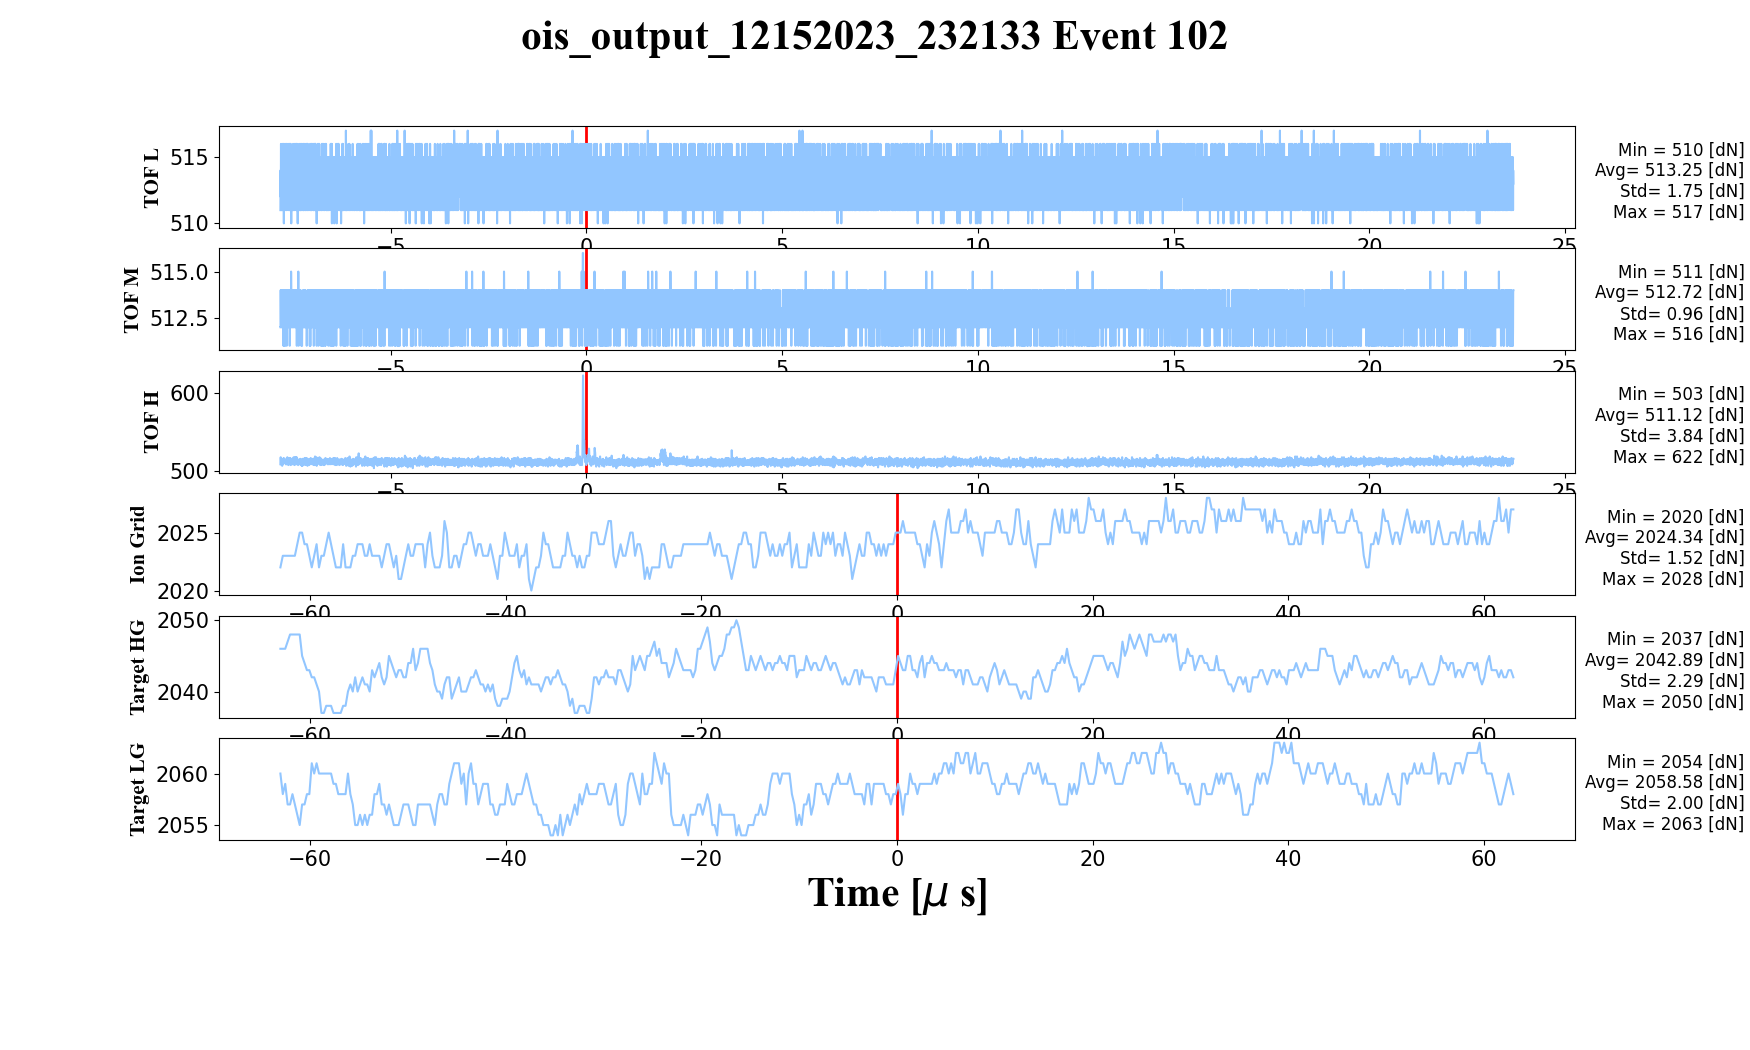 ois_output_12152023_232133 Event 102
TOF L
515
510
Min = 510 [dN]
Avg= 513.25 [dN]
Std= 1.75 [dN]
Max = 517 [dN]
−5 0 5 10 15 20 25
TOF M
515.0
512.5
Min = 511 [dN]
Avg= 512.72 [dN]
Std= 0.96 [dN]
Max = 516 [dN]
−5 0 5 10 15 20 25
TOF H
600
500
Min = 503 [dN]
Avg= 511.12 [dN]
Std= 3.84 [dN]
Max = 622 [dN]
−5 0 5 10 15 20 25
Ion Grid
2025
2020
Min = 2020 [dN]
Avg= 2024.34 [dN]
Std= 1.52 [dN]
Max = 2028 [dN]
−60 −40 −20 0 20 40 60
Target HG
2050
2040
Min = 2037 [dN]
Avg= 2042.89 [dN]
Std= 2.29 [dN]
Max = 2050 [dN]
−60 −40 −20 0 20 40 60
Target LG
2060
2055
Min = 2054 [dN]
Avg= 2058.58 [dN]
Std= 2.00 [dN]
Max = 2063 [dN]
−60 −40 −20 0 20 40 60
Time [μ s]